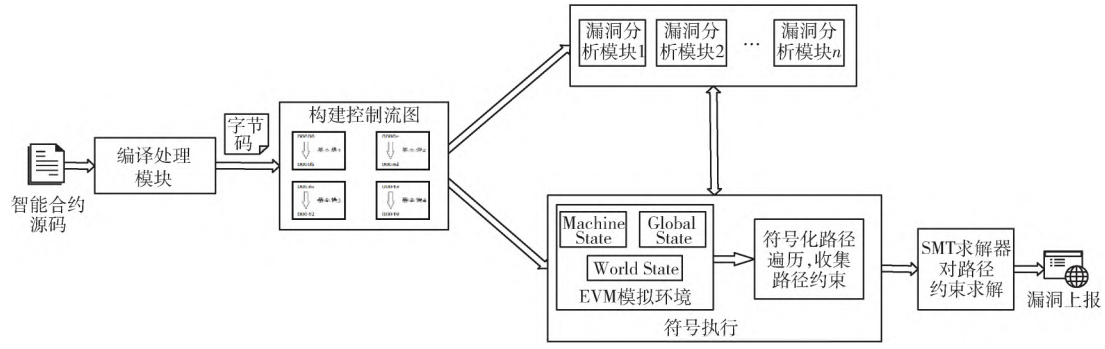 智能合约
源码
编译处理
模块
字节
码
构建控制流图
漏洞分
析模块1
漏洞分
析模块2
…
漏洞分
析模块n
Machine
State
Global
State
World State
EVM模拟环境
符号化路径
遍历,收集
路径约束
符号执行
SMT求解器
对路径
约束求解
漏洞上报